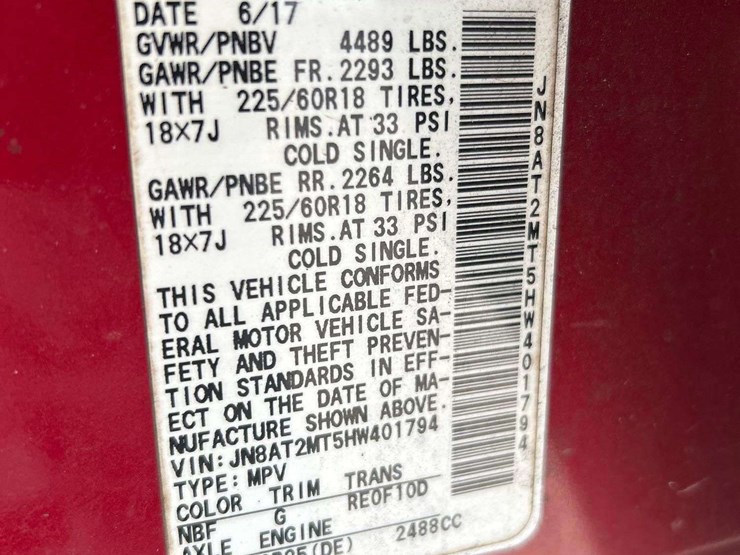 DATE 6/17
GVWR/PNBV 4489 LBS.
GAWR/PNBE FR. 2293 LBS.
WITH 225/60R18 TIRES,
18×7J RIMS. AT 33 PSI
COLD SINGLE.
GAWR/PNBE RR. 2264 LBS.
WITH 225/60R18 TIRES,
18×7J RIMS. AT 33 PSI
COLD SINGLE.
THIS VEHICLE CONFORMS
TO ALL APPLICABLE FED-
ERAL MOTOR VEHICLE SA-
FETY AND THEFT PREVEN-
TION STANDARDS IN EFF-
ECT ON THE DATE OF MA-
NUFACTURE SHOWN ABOVE.
VIN: JN8AT2MT5HW401794
TYPE: MPV
COLOR TRIM TRANS
NBF G RE0F10D
AXLE ENGINE
(DE) 2488CC
JN8AT2MT5HW401794